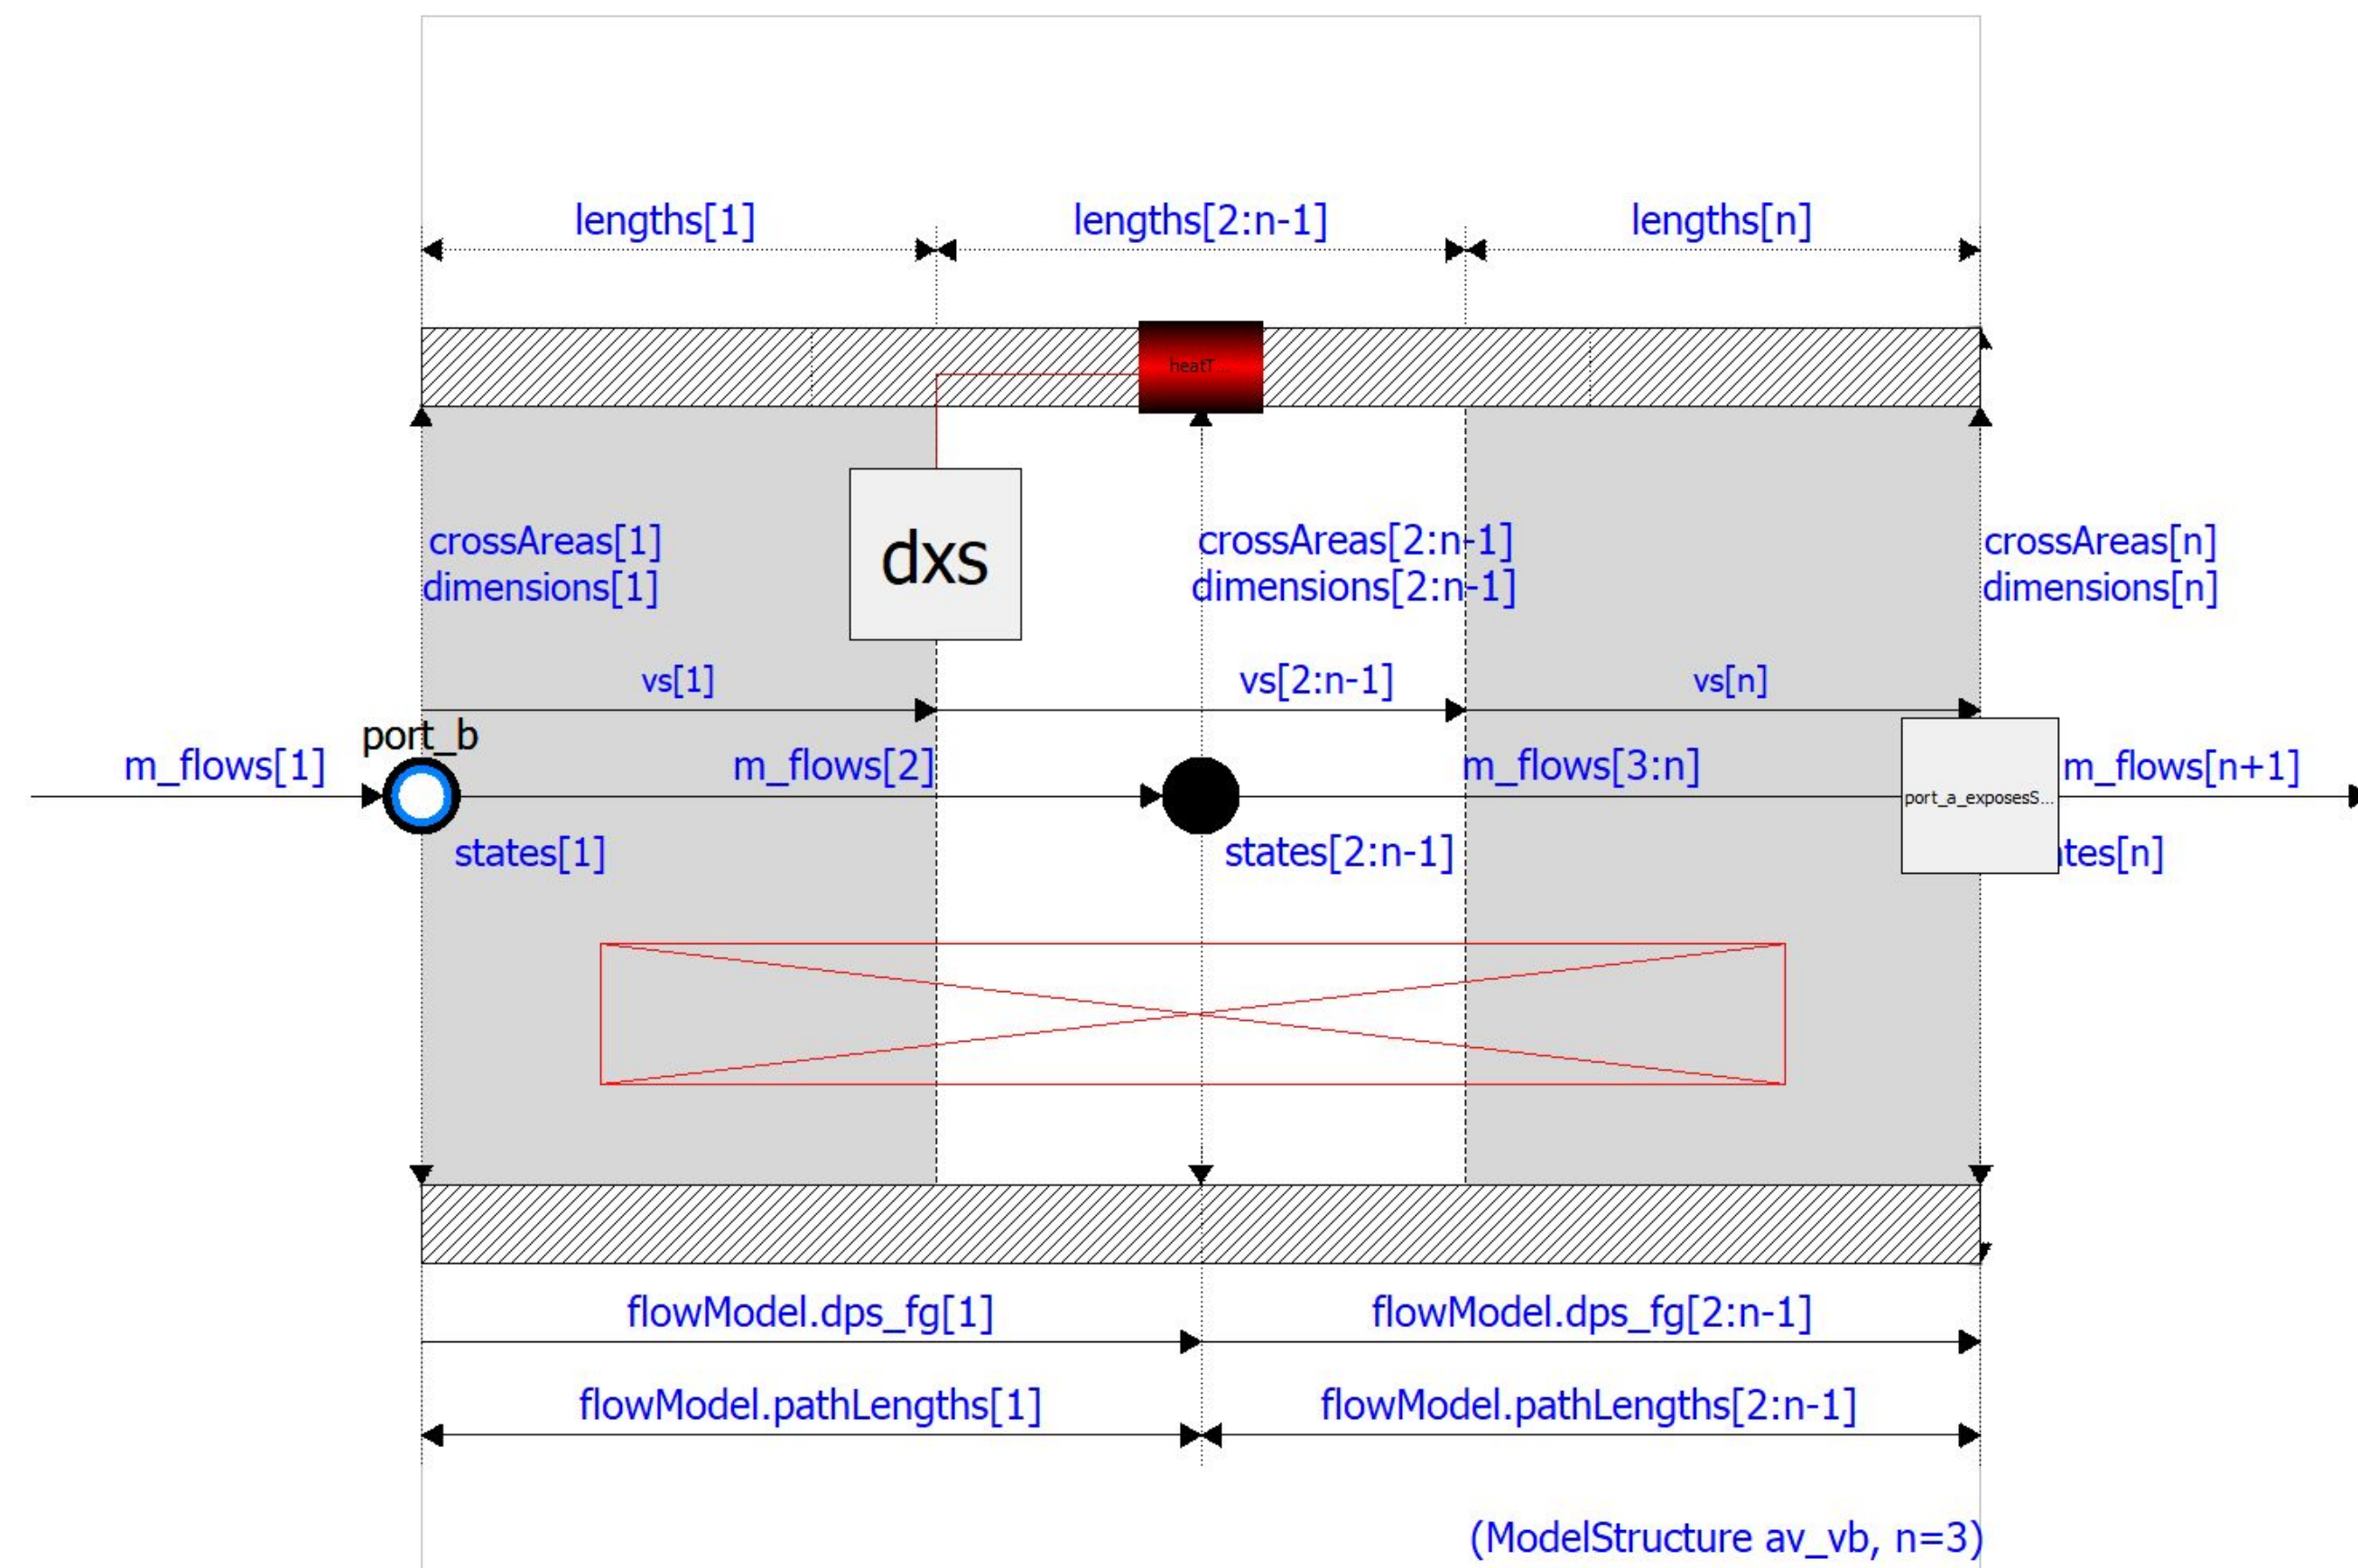 lengths[1]
lengths[2:n-1]
lengths[n]
heatT...
crossAreas[1]
dimensions[1]
dxs
crossAreas[2:n-1]
dimensions[2:n-1]
crossAreas[n]
dimensions[n]
vs[1]
vs[2:n-1]
vs[n]
port_b
m_flows[1]
m_flows[2]
m_flows[3:n]
port_a_exposesS...
m_flows[n+1]
states[1]
states[2:n-1]
tes[n]
flowModel.dps_fg[1]
flowModel.dps_fg[2:n-1]
flowModel.pathLengths[1]
flowModel.pathLengths[2:n-1]
(ModelStructure av_vb, n=3)